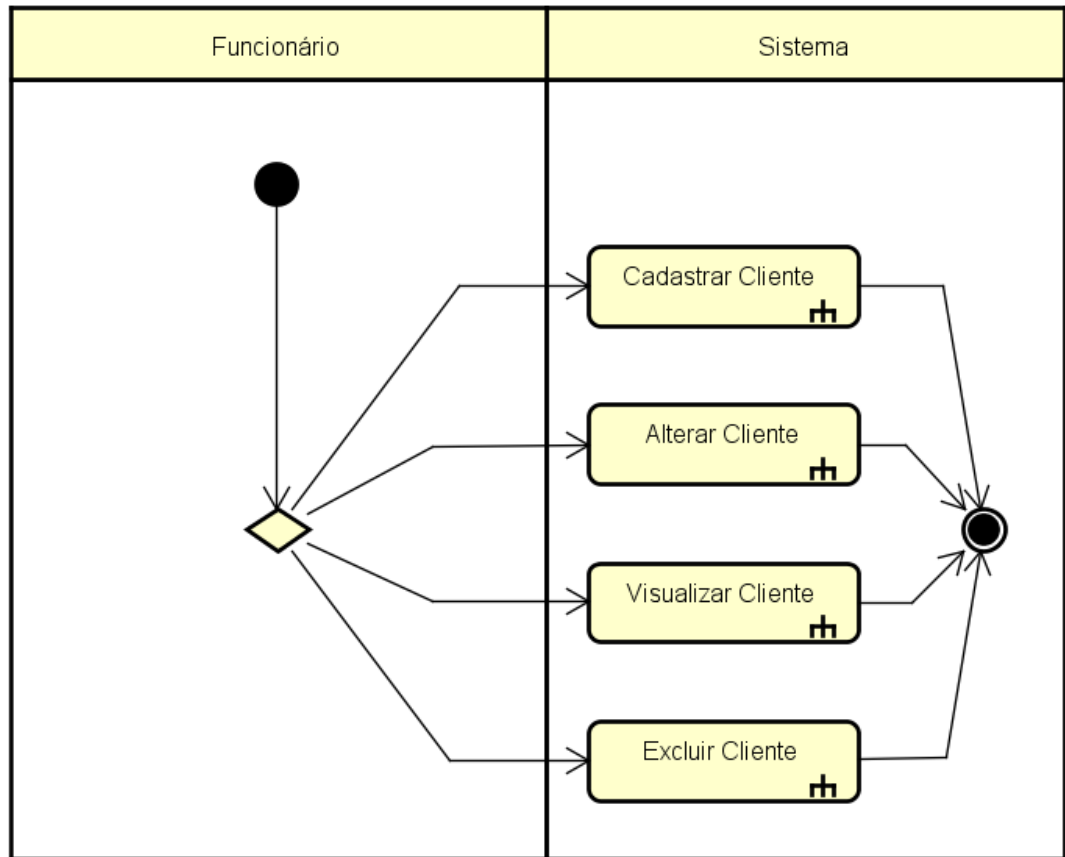 Funcionário
Sistema
Cadastrar Cliente
Alterar Cliente
Visualizar Cliente
Excluir Cliente